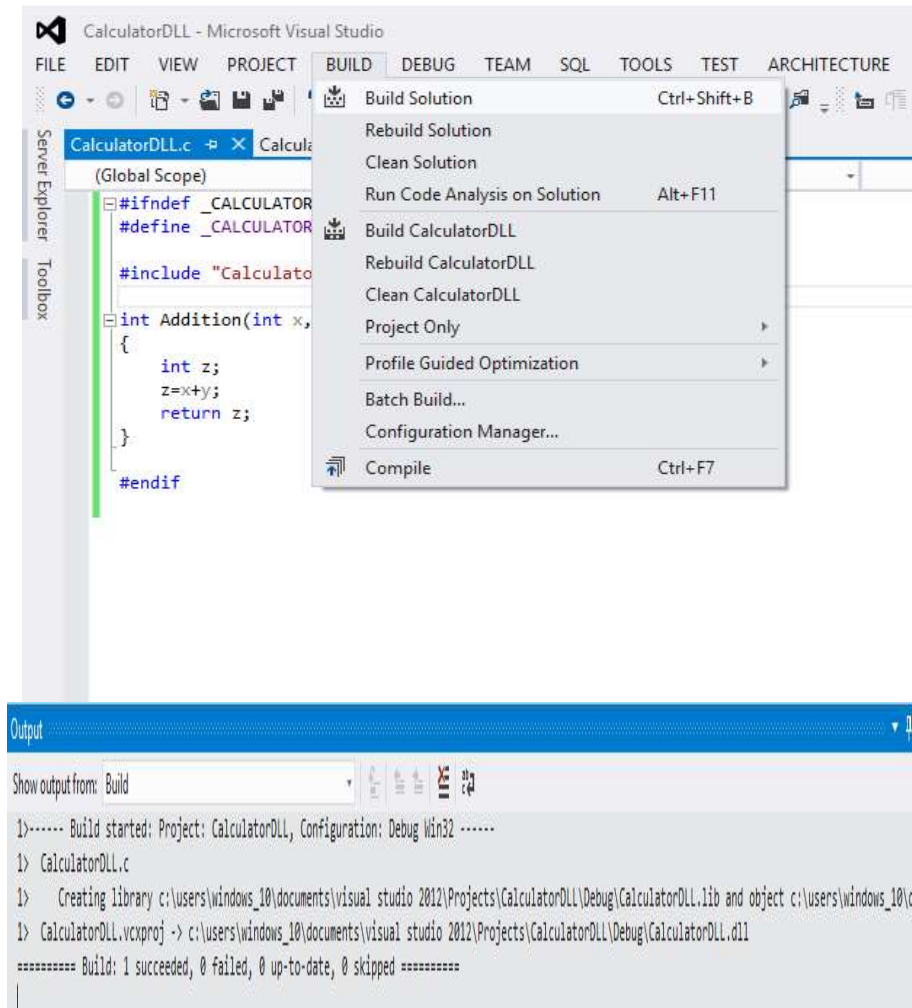 CalculatorDLL - Microsoft Visual Studio
FILE EDIT VIEW PROJECT BUILD DEBUG TEAM SQL TOOLS TEST ARCHITECTURE
Server Explorer
Toolbox
CalculatorDLL.c Calcula
(Global Scope)
#ifndef _CALCULATOR
#define _CALCULATOR
#include "Calculato
int Addition(int x,
{
int z;
z=x+y;
return z;
}
#endif
Build Solution Ctrl+Shift+B
Rebuild Solution
Clean Solution
Run Code Analysis on Solution Alt+F11
Build CalculatorDLL
Rebuild CalculatorDLL
Clean CalculatorDLL
Project Only
Profile Guided Optimization
Batch Build...
Configuration Manager...
Compile Ctrl+F7
Output
Show output from: Build
1>------ Build started: Project: CalculatorDLL, Configuration: Debug Win32 ------
1> CalculatorDLL.c
1> Creating library c:\users\windows_10\documents\visual studio 2012\Projects\CalculatorDLL\Debug\CalculatorDLL.lib and object c:\users\windows_10\
1> CalculatorDLL.vcxproj -> c:\users\windows_10\documents\visual studio 2012\Projects\CalculatorDLL\Debug\CalculatorDLL.dll
========== Build: 1 succeeded, 0 failed, 0 up-to-date, 0 skipped ==========